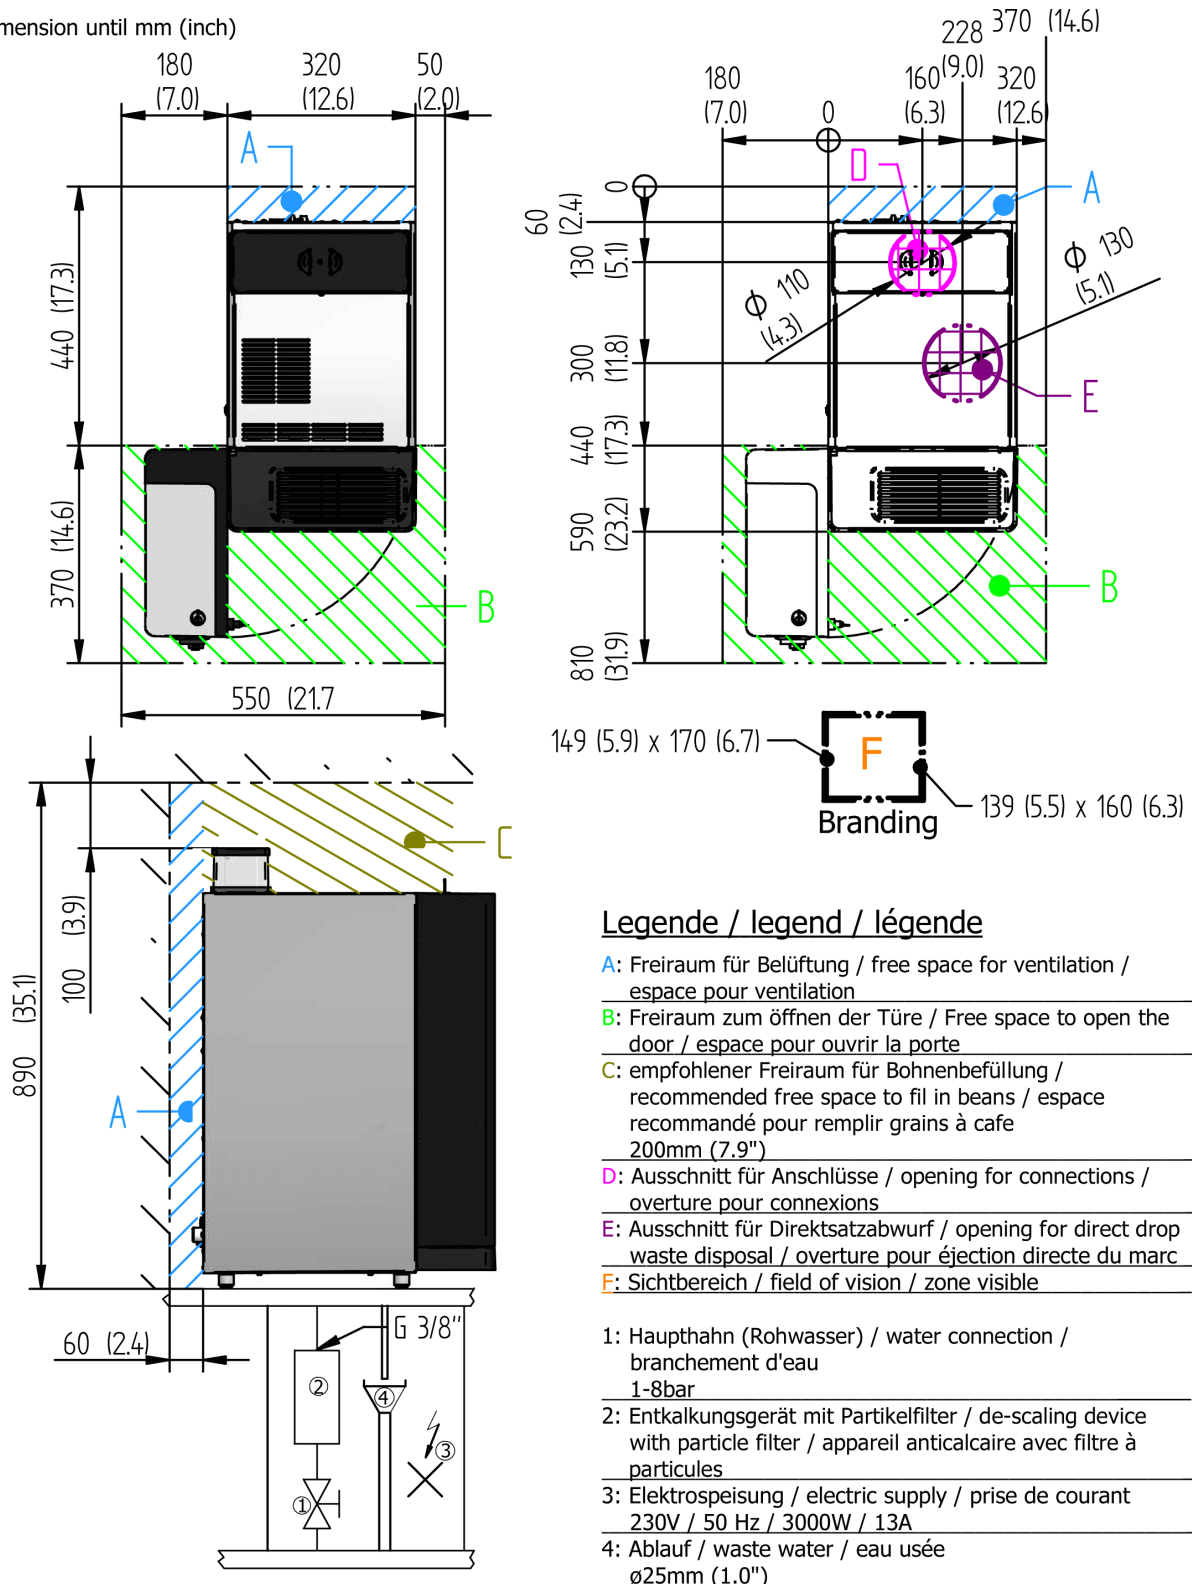 mension until mm (inch)
180 320 50
(7.0) (12.6) (2.0)
A
440 (17.3)
370 (14.6)
B
550 (21.7
370 (14.6)
228
(9.0)
180 0 160 320
(7.0) (6.3) (12.6
D
A
0
60 (2.4)
130 (5.1)
300 (11.8)
440 (17.3)
590 (23.2)
810 (31.9)
ϕ 110
(4.3)
ϕ 130
(5.1)
E
B
149 (5.9) x 170 (6.7)
F
139 (5.5) x 160 (6.3)
Branding
C
100 (3.9)
890 (35.1)
A
60 (2.4)
G 3/8"
2
4
3
1
Legende / legend / légende
A: Freiraum für Belüftung / free space for ventilation /
espace pour ventilation
B: Freiraum zum öffnen der Türe / Free space to open the
door / espace pour ouvrir la porte
C: empfohlener Freiraum für Bohnenbefüllung /
recommended free space to fil in beans / espace
recommandé pour remplir grains à cafe
200mm (7.9")
D: Ausschnitt für Anschlüsse / opening for connections /
overture pour connexions
E: Ausschnitt für Direktsatzabwurf / opening for direct drop
waste disposal / overture pour éjection directe du marc
F: Sichtbereich / field of vision / zone visible
1: Haupthahn (Rohwasser) / water connection /
branchement d'eau
1-8bar
2: Entkalkungsgerät mit Partikelfilter / de-scaling device
with particle filter / appareil anticalcaire avec filtre à
particules
3: Elektrospeisung / electric supply / prise de courant
230V / 50 Hz / 3000W / 13A
4: Ablauf / waste water / eau usée
ø25mm (1.0")